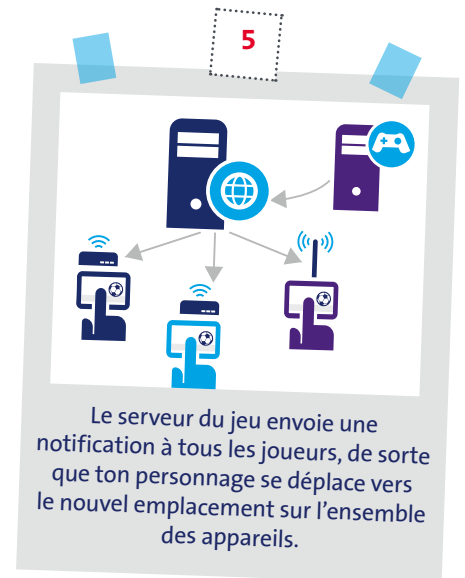 5
Le serveur du jeu envoie une
notification à tous les joueurs, de sorte
que ton personnage se déplace vers
le nouvel emplacement sur l’ensemble
des appareils.